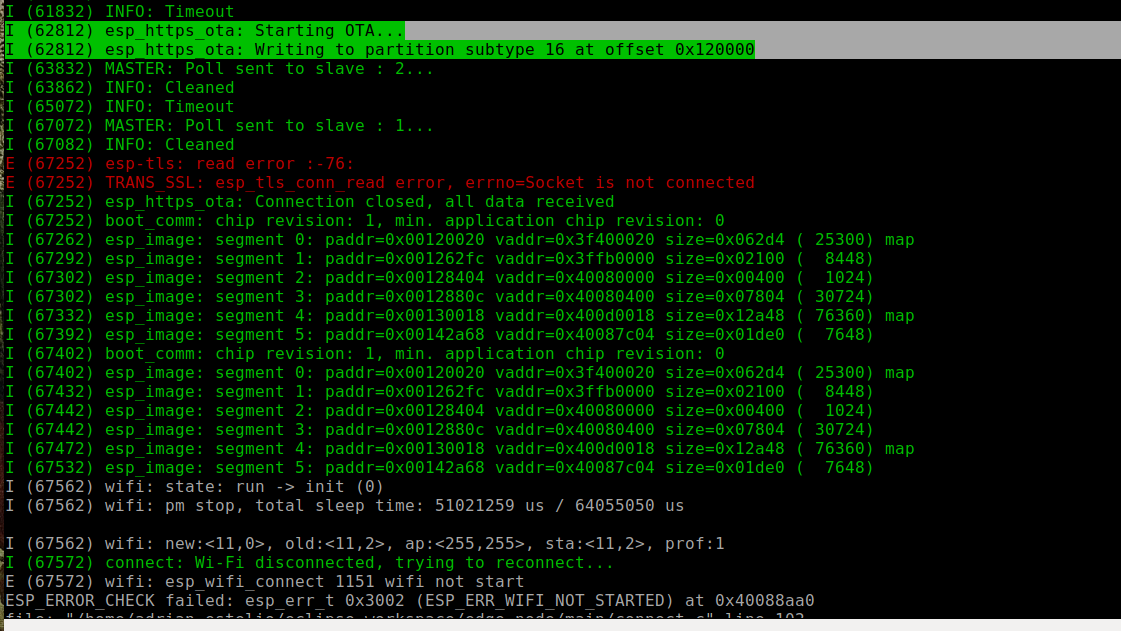 I (61832) INFO: Timeout
I (62812) esp_https_ota: Starting OTA...
I (62812) esp_https_ota: Writing to partition subtype 16 at offset 0x120000
I (63832) MASTER: Poll sent to slave : 2...
I (63862) INFO: Cleaned
I (65072) INFO: Timeout
I (67072) MASTER: Poll sent to slave : 1...
I (67082) INFO: Cleaned
E (67252) esp-tls: read error :-76:
E (67252) TRANS_SSL: esp_tls_conn_read error, errno=Socket is not connected
I (67252) esp_https_ota: Connection closed, all data received
I (67252) boot_comm: chip revision: 1, min. application chip revision: 0
I (67262) esp_image: segment 0: paddr=0x00120020 vaddr=0x3f400020 size=0x062d4 ( 25300) map
I (67292) esp_image: segment 1: paddr=0x001262fc vaddr=0x3ffb0000 size=0x02100 (  8448)
I (67302) esp_image: segment 2: paddr=0x00128404 vaddr=0x40080000 size=0x00400 (  1024)
I (67302) esp_image: segment 3: paddr=0x0012880c vaddr=0x40080400 size=0x07804 ( 30724)
I (67332) esp_image: segment 4: paddr=0x00130018 vaddr=0x400d0018 size=0x12a48 ( 76360) map
I (67392) esp_image: segment 5: paddr=0x00142a68 vaddr=0x40087c04 size=0x01de0 (  7648)
I (67402) boot_comm: chip revision: 1, min. application chip revision: 0
I (67402) esp_image: segment 0: paddr=0x00120020 vaddr=0x3f400020 size=0x062d4 ( 25300) map
I (67432) esp_image: segment 1: paddr=0x001262fc vaddr=0x3ffb0000 size=0x02100 (  8448)
I (67442) esp_image: segment 2: paddr=0x00128404 vaddr=0x40080000 size=0x00400 (  1024)
I (67442) esp_image: segment 3: paddr=0x0012880c vaddr=0x40080400 size=0x07804 ( 30724)
I (67472) esp_image: segment 4: paddr=0x00130018 vaddr=0x400d0018 size=0x12a48 ( 76360) map
I (67532) esp_image: segment 5: paddr=0x00142a68 vaddr=0x40087c04 size=0x01de0 (  7648)
I (67562) wifi: state: run -> init (0)
I (67562) wifi: pm stop, total sleep time: 51021259 us / 64055050 us
I (67562) wifi: new:<11,0>, old:<11,2>, ap:<255,255>, sta:<11,2>, prof:1
I (67572) connect: Wi-Fi disconnected, trying to reconnect...
E (67572) wifi: esp_wifi_connect 1151 wifi not start
ESP_ERROR_CHECK failed: esp_err_t 0x3002 (ESP_ERR_WIFI_NOT_STARTED) at 0x40088aa0
file: